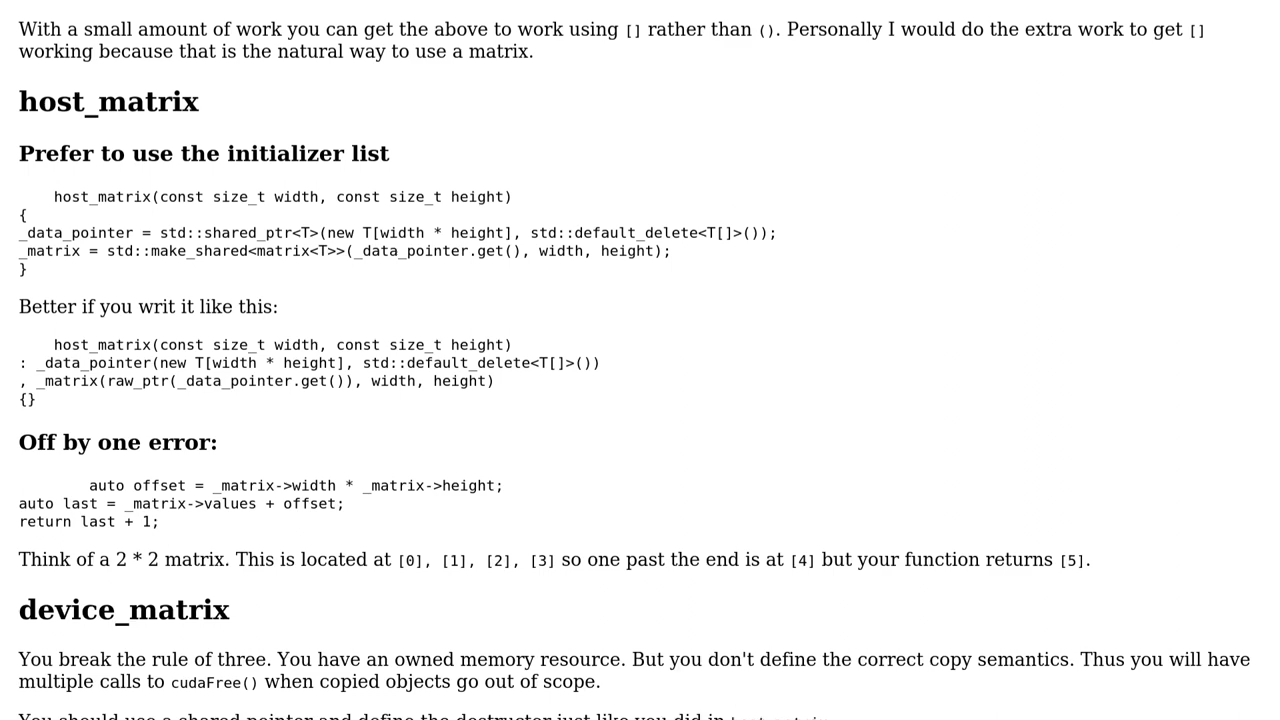 With a small amount of work you can get the above to work using [] rather than (). Personally I would do the extra work to get []
working because that is the natural way to use a matrix.
host_matrix
Prefer to use the initializer list
    host_matrix(const size_t width, const size_t height)
{
_data_pointer = std::shared_ptr<T>(new T[width * height], std::default_delete<T[]>());
_matrix = std::make_shared<matrix<T>>(_data_pointer.get(), width, height);
}
Better if you writ it like this:
    host_matrix(const size_t width, const size_t height)
: _data_pointer(new T[width * height], std::default_delete<T[]>())
, _matrix(raw_ptr(_data_pointer.get()), width, height)
{}
Off by one error:
        auto offset = _matrix->width * _matrix->height;
auto last = _matrix->values + offset;
return last + 1;
Think of a 2 * 2 matrix. This is located at [0], [1], [2], [3] so one past the end is at [4] but your function returns [5].
device_matrix
You break the rule of three. You have an owned memory resource. But you don't define the correct copy semantics. Thus you will have
multiple calls to cudaFree() when copied objects go out of scope.
You should use a shared pointer and define the destructor just like you did in host_matrix